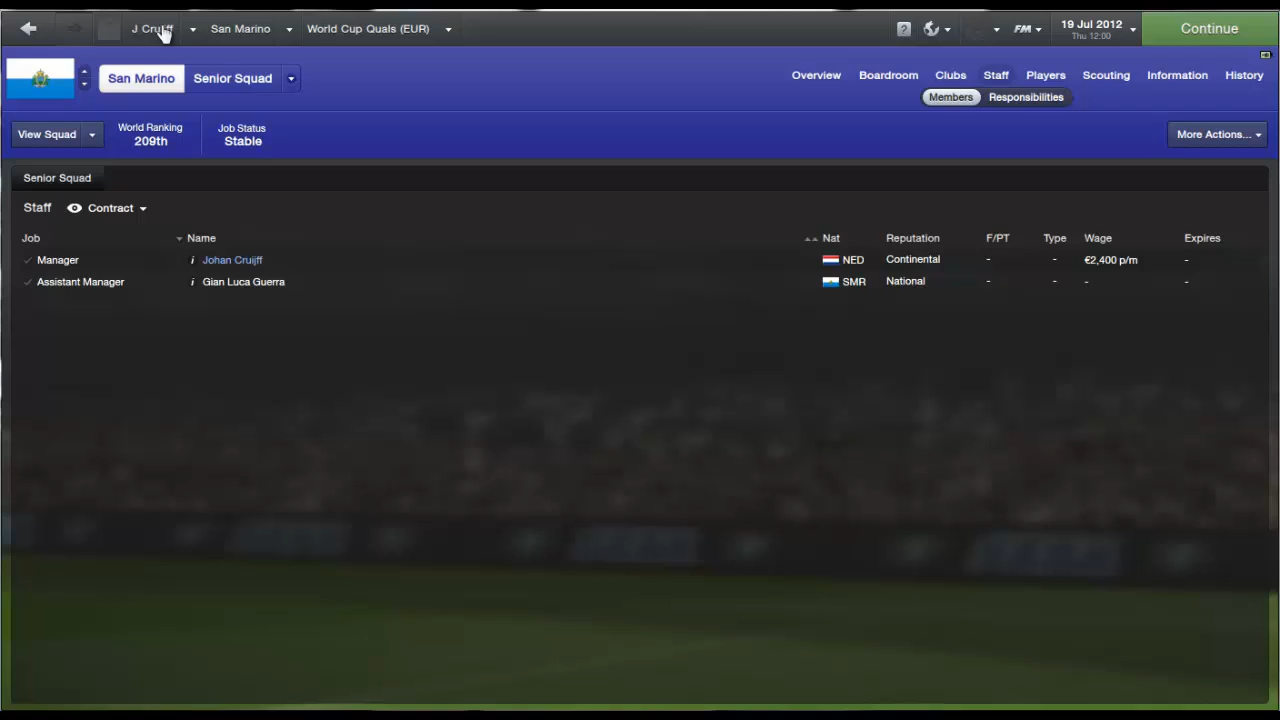 J Cruijff San Marino World Cup Quals (EUR) ? FM 19 Jul 2012 Continue
Thu 12:00
San Marino Senior Squad Overview Boardroom Clubs Staff Players Scouting Information History
Members Responsibilities
View Squad World Ranking Job Status More Actions...
209th Stable
Senior Squad
Staff Contract
Job Name Nat Reputation F/PT Type Wage Expires
Manager i Johan Cruijff NED Continental - - €2,400 p/m -
Assistant Manager i Gian Luca Guerra SMR National - - - -